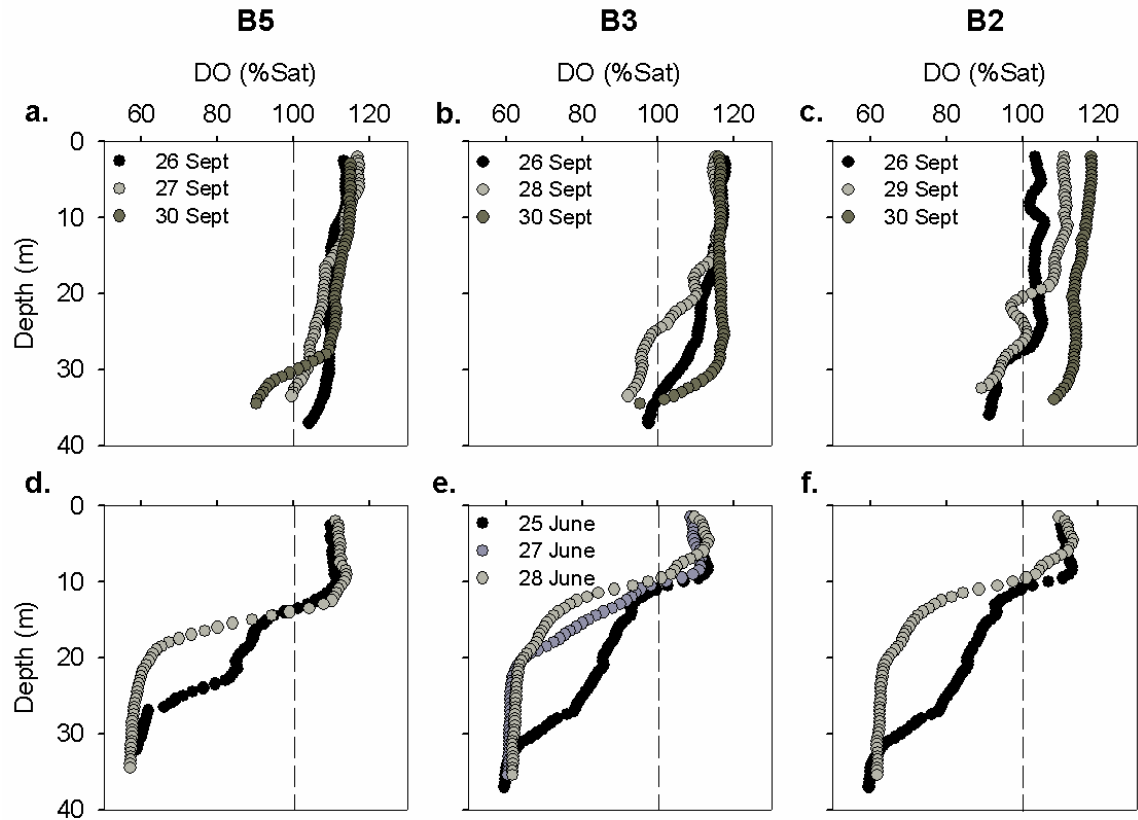 B5 B3 B2
DO (%Sat) DO (%Sat) DO (%Sat)
a. 60 80 100 120 b. 60 80 100 120 c. 60 80 100 120
0
10
20
30
40
Depth (m)
26 Sept
27 Sept
30 Sept
26 Sept
28 Sept
30 Sept
26 Sept
29 Sept
30 Sept
d. e. f.
0
10
20
30
40
Depth (m)
25 June
27 June
28 June